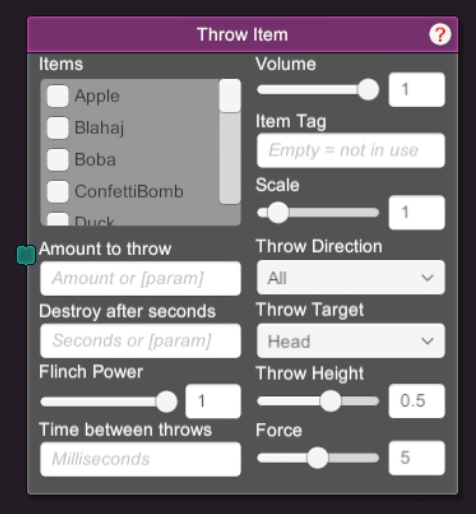 Throw Item
?
Items
Apple
Blahaj
Boba
ConfettiBomb
Duck
Amount to throw
Amount or [param]
Destroy after seconds
Seconds or [param]
Flinch Power
1
Time between throws
Milliseconds
Volume
1
Item Tag
Empty = not in use
Scale
1
Throw Direction
All
Throw Target
Head
Throw Height
0.5
Force
5